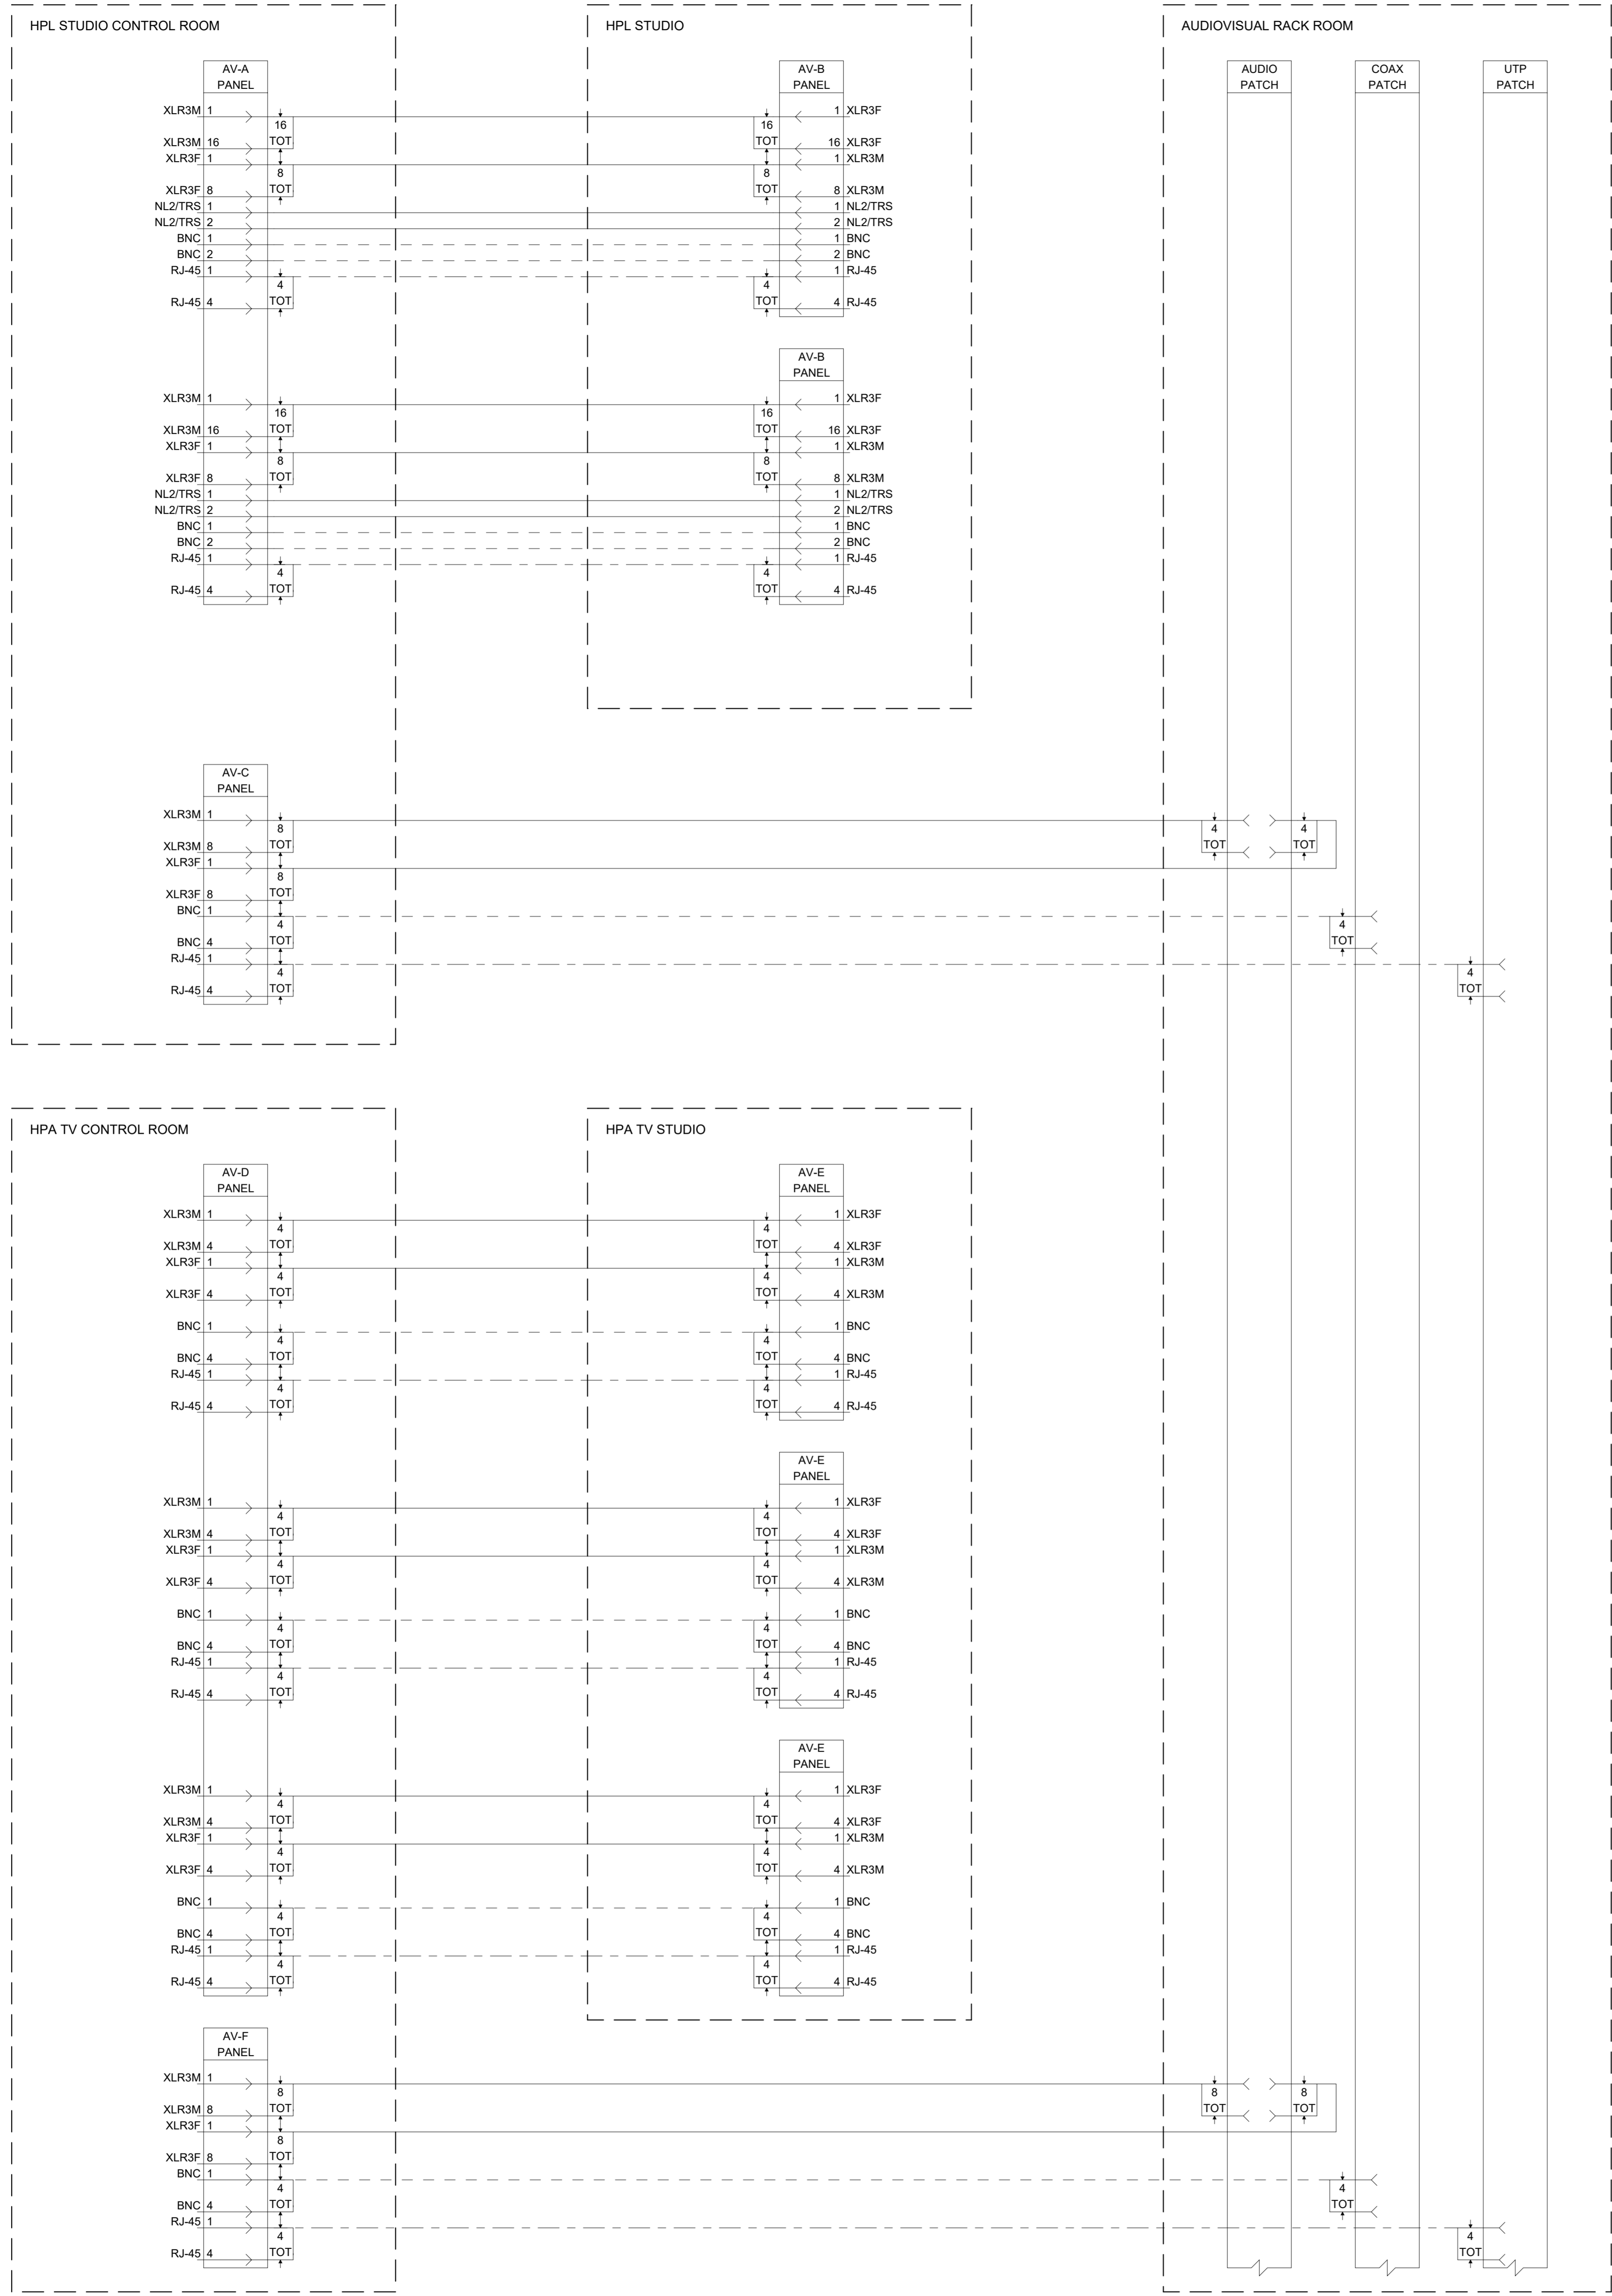 HPL STUDIO CONTROL ROOM
AV-A
PANEL
XLR3M 1
16
TOT
XLR3M 16
XLR3F 1
8
TOT
XLR3F 8
NL2/TRS 1
NL2/TRS 2
BNC 1
BNC 2
RJ-45 1
4
TOT
RJ-45 4
XLR3M 1
16
TOT
XLR3M 16
XLR3F 1
8
TOT
XLR3F 8
NL2/TRS 1
NL2/TRS 2
BNC 1
BNC 2
RJ-45 1
4
TOT
RJ-45 4
AV-C
PANEL
XLR3M 1
8
TOT
XLR3M 8
XLR3F 1
8
TOT
XLR3F 8
BNC 1
4
TOT
BNC 4
RJ-45 1
4
TOT
RJ-45 4
HPL STUDIO
AV-B
PANEL
1 XLR3F
16
TOT
16 XLR3F
1 XLR3M
8
TOT
8 XLR3M
1 NL2/TRS
2 NL2/TRS
1 BNC
2 BNC
1 RJ-45
4
TOT
4 RJ-45
AV-B
PANEL
1 XLR3F
16
TOT
16 XLR3F
1 XLR3M
8
TOT
8 XLR3M
1 NL2/TRS
2 NL2/TRS
1 BNC
2 BNC
1 RJ-45
4
TOT
4 RJ-45
AUDIOVISUAL RACK ROOM
AUDIO
PATCH
COAX
PATCH
UTP
PATCH
4
TOT
4
TOT
4
TOT
4
TOT
HPA TV CONTROL ROOM
AV-D
PANEL
XLR3M 1
4
TOT
XLR3M 4
XLR3F 1
4
TOT
XLR3F 4
BNC 1
4
TOT
BNC 4
RJ-45 1
4
TOT
RJ-45 4
XLR3M 1
4
TOT
XLR3M 4
XLR3F 1
4
TOT
XLR3F 4
BNC 1
4
TOT
BNC 4
RJ-45 1
4
TOT
RJ-45 4
XLR3M 1
4
TOT
XLR3M 4
XLR3F 1
4
TOT
XLR3F 4
BNC 1
4
TOT
BNC 4
RJ-45 1
4
TOT
RJ-45 4
AV-F
PANEL
XLR3M 1
8
TOT
XLR3M 8
XLR3F 1
8
TOT
XLR3F 8
BNC 1
4
TOT
BNC 4
RJ-45 1
4
TOT
RJ-45 4
HPA TV STUDIO
AV-E
PANEL
1 XLR3F
4
TOT
4 XLR3F
1 XLR3M
4
TOT
4 XLR3M
1 BNC
4
TOT
4 BNC
1 RJ-45
4
TOT
4 RJ-45
AV-E
PANEL
1 XLR3F
4
TOT
4 XLR3F
1 XLR3M
4
TOT
4 XLR3M
1 BNC
4
TOT
4 BNC
1 RJ-45
4
TOT
4 RJ-45
AV-E
PANEL
1 XLR3F
4
TOT
4 XLR3F
1 XLR3M
4
TOT
4 XLR3M
1 BNC
4
TOT
4 BNC
1 RJ-45
4
TOT
4 RJ-45
8
TOT
8
TOT
4
TOT
4
TOT